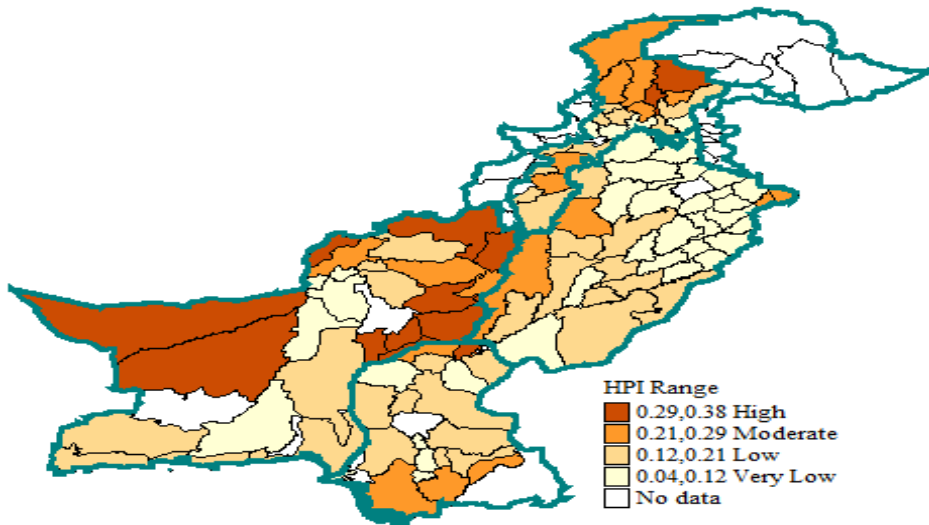 HPI Range
0.29,0.38 High
0.21,0.29 Moderate
0.12,0.21 Low
0.04,0.12 Very Low
No data